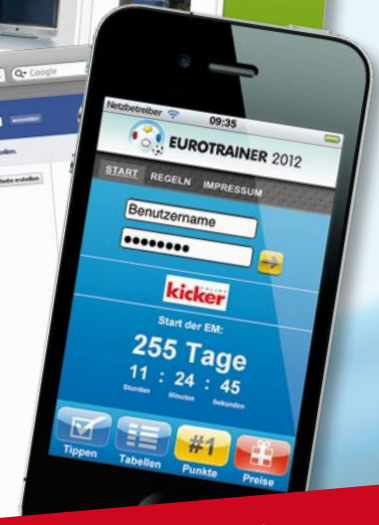 Google
Netzbetreiber 09:35
EUROTRAINER 2012
START REGELN IMPRESSUM
Benutzername
kicker
ONLINE
Start der EM:
255 Tage
11 : 24 : 45
Stunden Minuten Sekunden
Tippen Tabellen #1 Punkte Preise